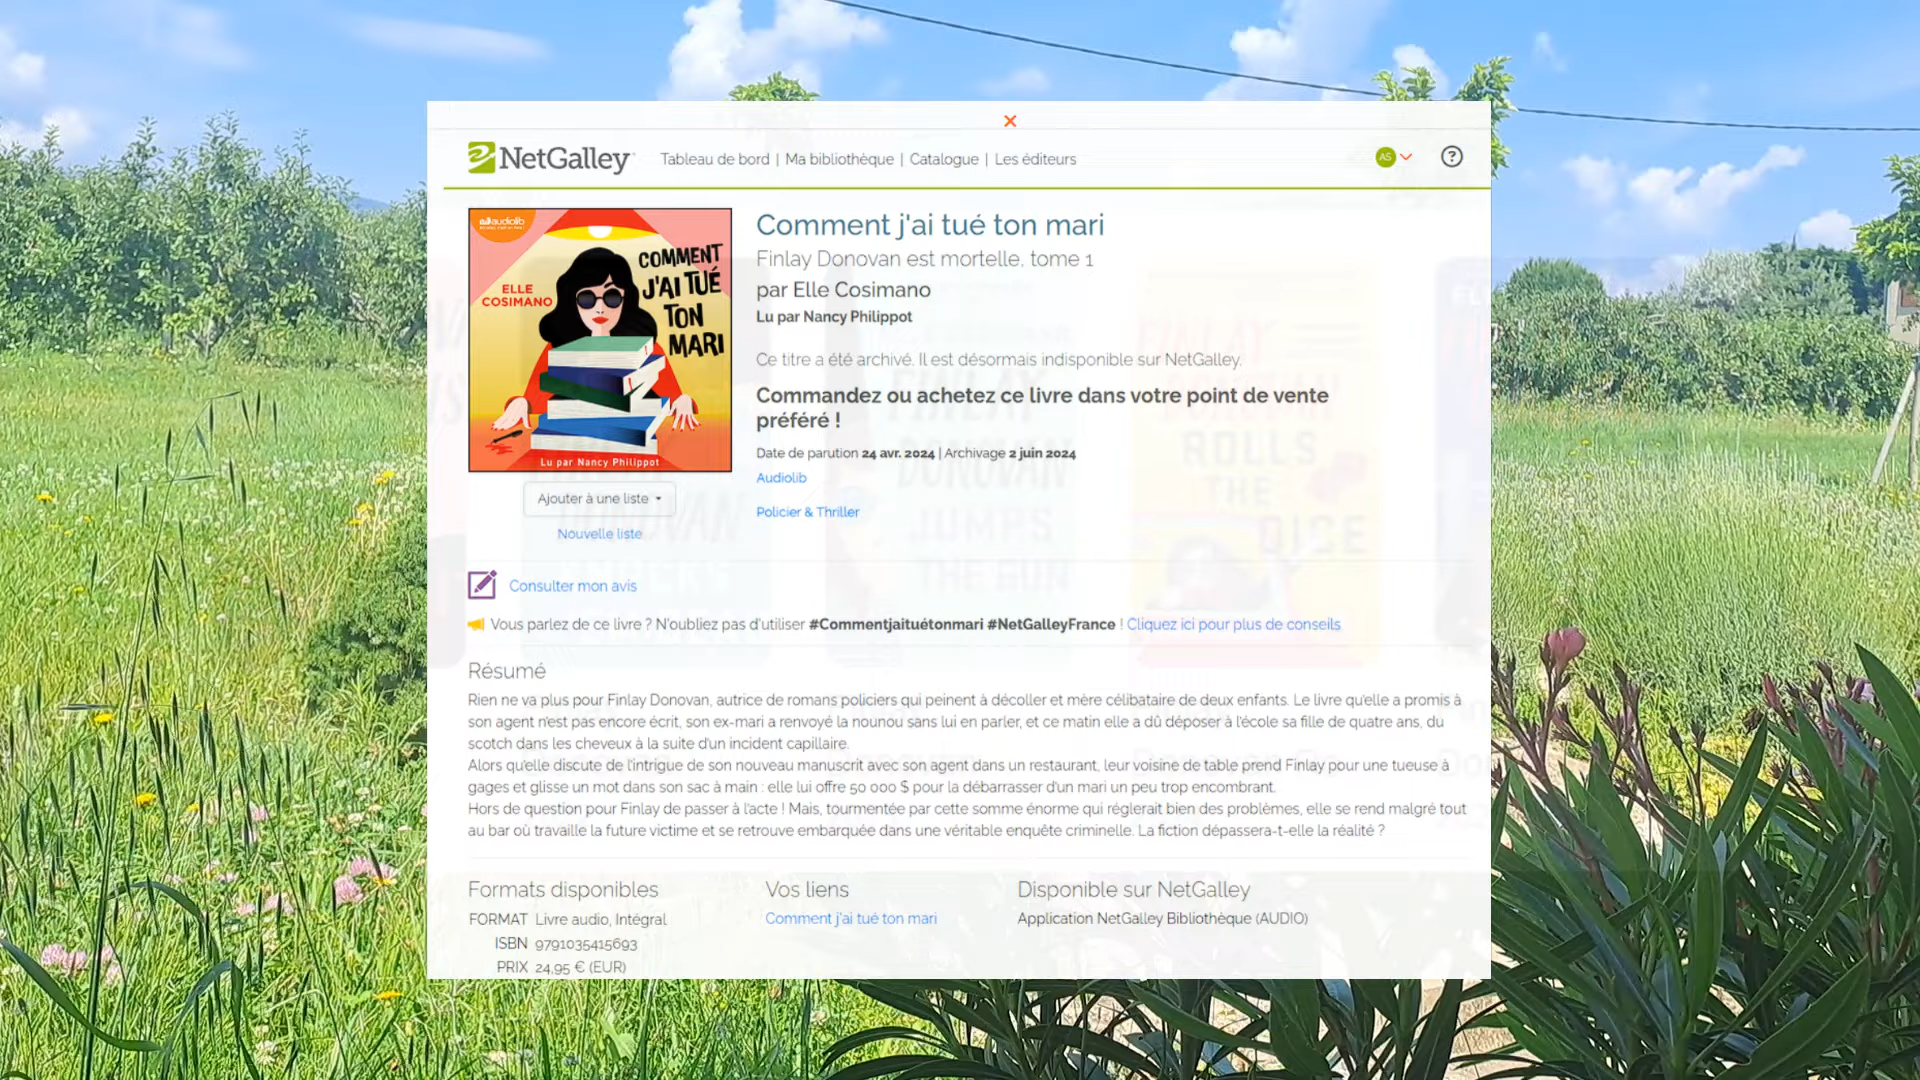 NetGalley
Tableau de bord | Ma bibliothèque | Catalogue | Les éditeurs
AS
?
audiolib
ELLE
COSIMANO
COMMENT
J'AI TUÉ
TON
MARI
Lu par Nancy Philippot
Comment j'ai tué ton mari
Finlay Donovan est mortelle, tome 1
par Elle Cosimano
Lu par Nancy Philippot
Ce titre a été archivé. Il est désormais indisponible sur NetGalley.
Commandez ou achetez ce livre dans votre point de vente
préféré !
Date de parution 24 avr. 2024 | Archivage 2 juin 2024
Audiolib
Policier & Thriller
Ajouter à une liste
Nouvelle liste
Consulter mon avis
Vous parlez de ce livre ? N'oubliez pas d'utiliser #Commentjaituétonmari #NetGalleyFrance ! Cliquez ici pour plus de conseils
Résumé
Rien ne va plus pour Finlay Donovan, autrice de romans policiers qui peinent à décoller et mère célibataire de deux enfants. Le livre qu'elle a promis à
son agent n'est pas encore écrit, son ex-mari a renvoyé la nounou sans lui en parler, et ce matin elle a dû déposer à l'école sa fille de quatre ans, du
scotch dans les cheveux à la suite d'un incident capillaire.
Alors qu'elle discute de l'intrigue de son nouveau manuscrit avec son agent dans un restaurant, leur voisine de table prend Finlay pour une tueuse à
gages et glisse un mot dans son sac à main : elle lui offre 50 000 $ pour la débarrasser d'un mari un peu trop encombrant.
Hors de question pour Finlay de passer à l'acte ! Mais, tourmentée par cette somme énorme qui réglerait bien des problèmes, elle se rend malgré tout
au bar où travaille la future victime et se retrouve embarquée dans une véritable enquête criminelle. La fiction dépassera-t-elle la réalité ?
Formats disponibles
FORMAT Livre audio, Intégral
ISBN 9791035415693
PRIX 24,95 € (EUR)
Vos liens
Comment j'ai tué ton mari
Disponible sur NetGalley
Application NetGalley Bibliothèque (AUDIO)
FINLAY
DONOVAN
JUMPS
THE GUN
FINLAY
DONOVAN
ROLLS
THE
DICE